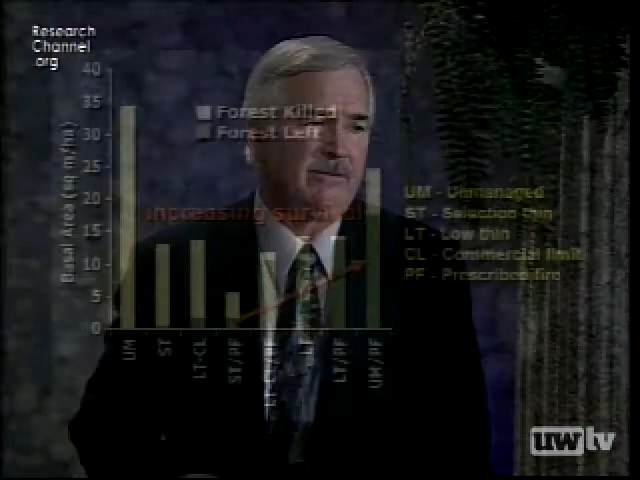 Research
Channel
.org
40
35
30
25
20
15
10
5
0
Basal Area (sq m/ha)
Forest Killed
Forest Left
increasing survival
UM - Unmanaged
ST - Selection thin
LT - Low thin
CL - Commercial limit
PF - Prescribed fire
UM
ST
LT-CL
ST/PF
LT
LT/PF
UM/PF
uwtv